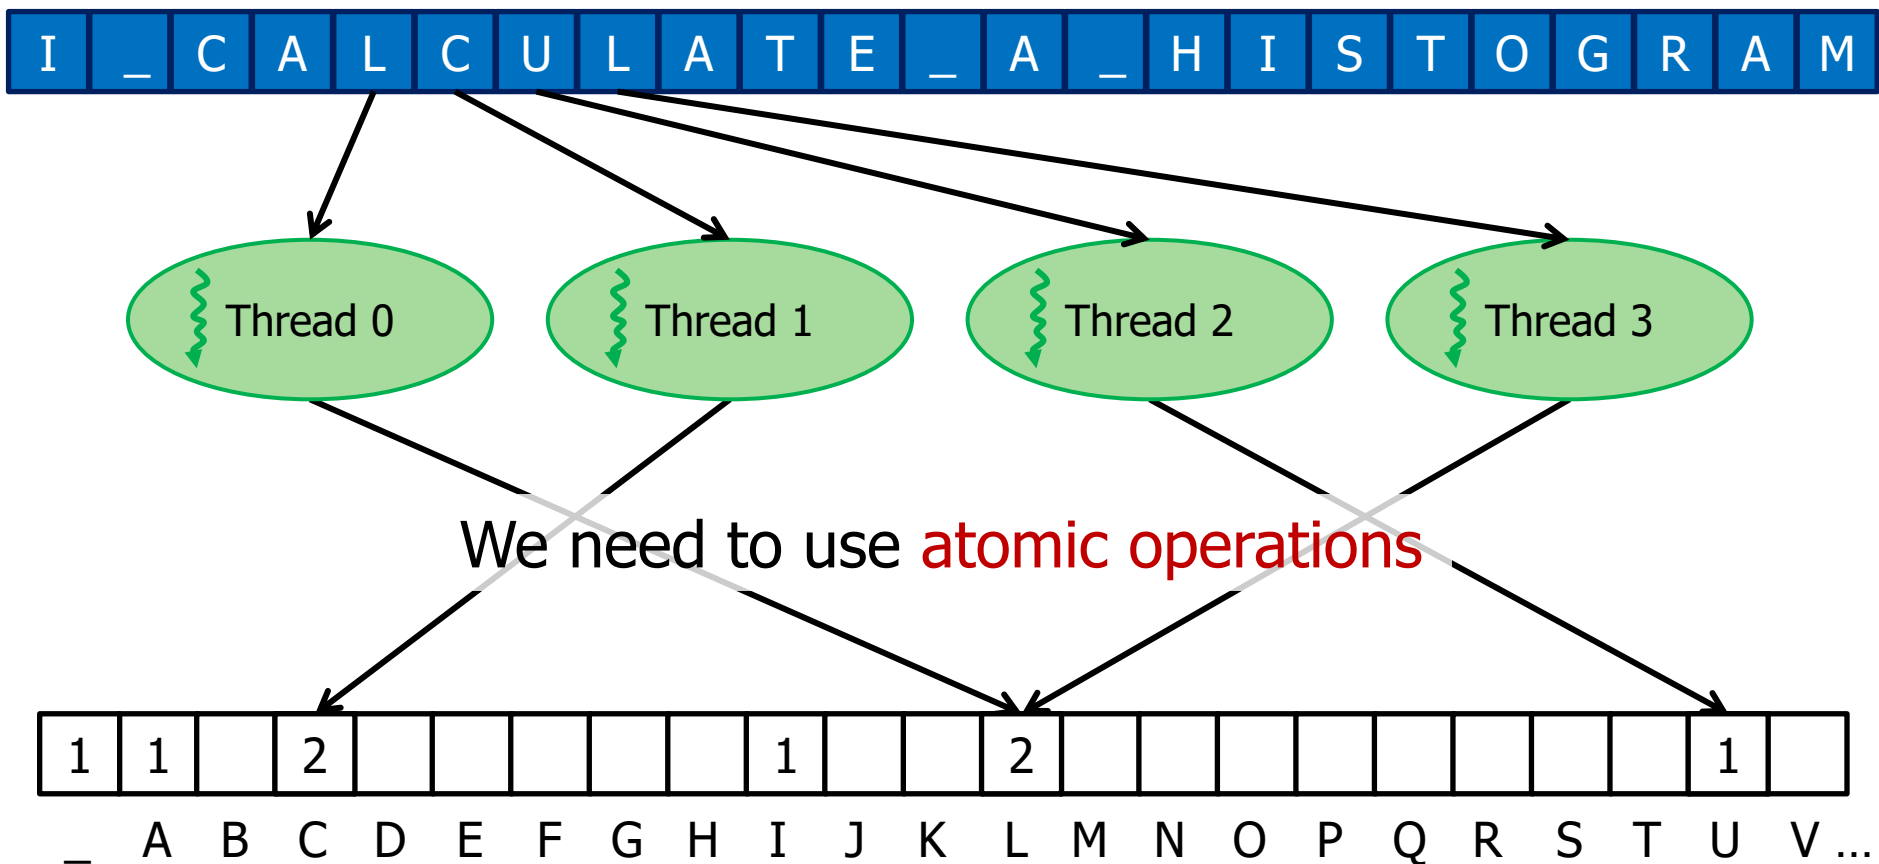 I _ C A L C U L A T E _ A _ H I S T O G R A M
Thread 0 Thread 1 Thread 2 Thread 3
We need to use atomic operations
1 1 2 1 2 1
_ A B C D E F G H I J K L M N O P Q R S T U V ...